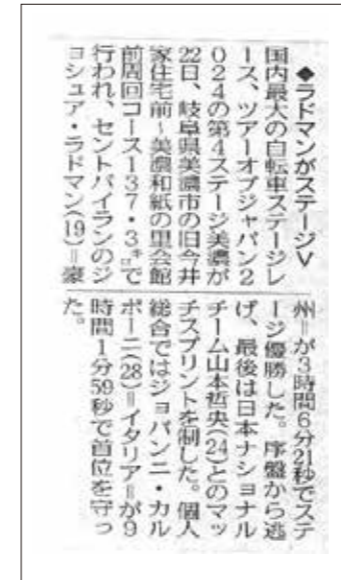 ◆ラドマンがステージV
国内最大の自転車ステージレ
ース、ツアーオブジャパン2
024の第4ステージ美濃が
22日、岐阜県美濃市の旧今井
家住宅前〜美濃和紙の里会館
前周回コース137・3㌔で
行われ、セントパイランのジ
ョシュア・ラドマン(19)=豪
州=が3時間6分21秒でステ
ージ優勝した。序盤から逃
げ、最後は日本ナショナル
チーム山本哲央(24)とのマッ
チスプリントを制した。個人
総合ではジョバンニ・カル
ボーニ(28)=イタリア=が9
時間1分59秒で首位を守っ
た。